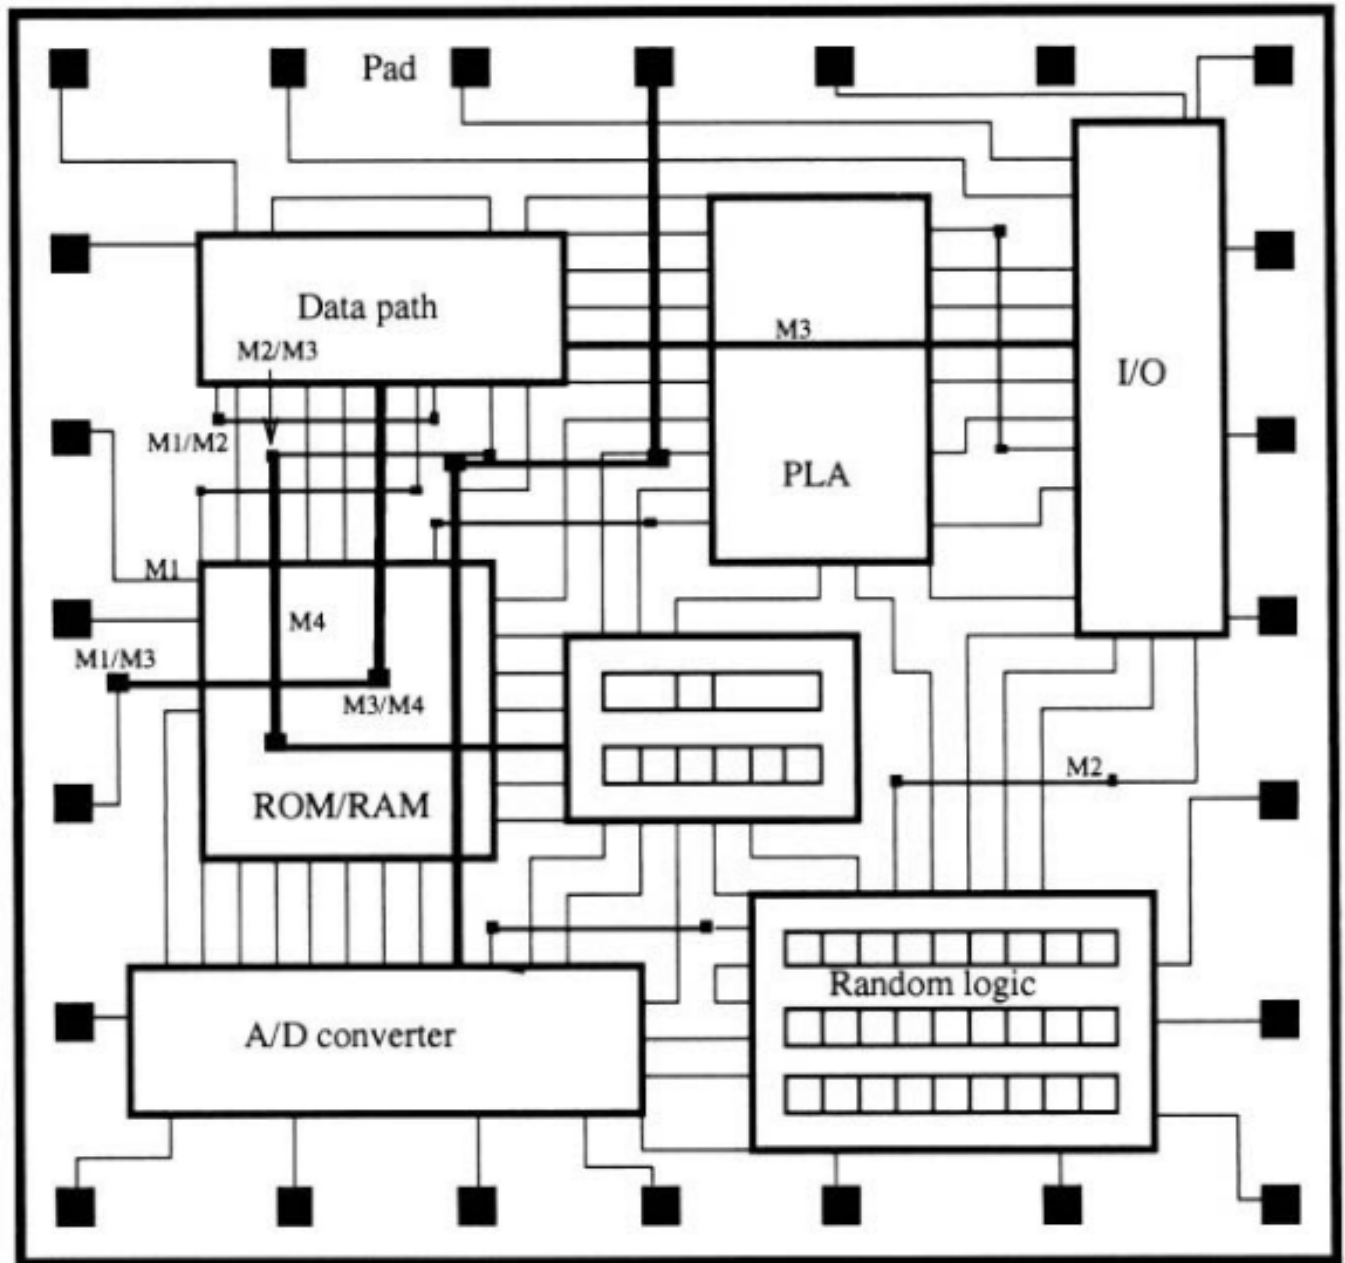 Pad
Data path
M3
M2/M3
I/O
M1/M2
PLA
M1
M4
M1/M3
M3/M4
M2
ROM/RAM
Random logic
A/D converter